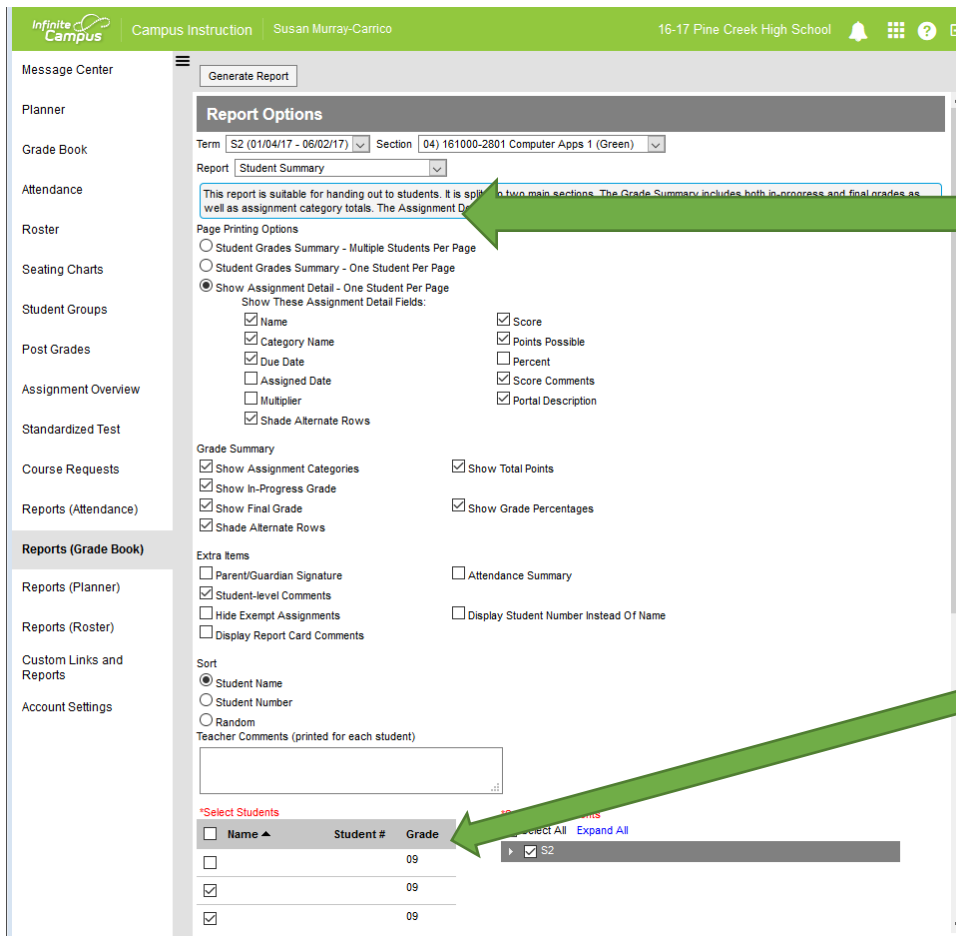 Infinite Campus Campus Instruction Susan Murray-Carrico 16-17 Pine Creek High School
Message Center
Planner
Grade Book
Attendance
Roster
Seating Charts
Student Groups
Post Grades
Assignment Overview
Standardized Test
Course Requests
Reports (Attendance)
Reports (Grade Book)
Reports (Planner)
Reports (Roster)
Custom Links and
Reports
Account Settings
Generate Report
Report Options
Term S2 (01/04/17 - 06/02/17) Section 04) 161000-2801 Computer Apps 1 (Green)
Report Student Summary
This report is suitable for handing out to students. It is two main sections. The Grade Summary includes both in-progress and final grades as
well as assignment category totals. The Assignment
Page Printing Options
Student Grades Summary - Multiple Students Per Page
Student Grades Summary - One Student Per Page
Show Assignment Detail - One Student Per Page
Show These Assignment Detail Fields:
Name Score
Category Name Points Possible
Due Date Percent
Assigned Date Score Comments
Multiplier Portal Description
Shade Alternate Rows
Grade Summary
Show Assignment Categories Show Total Points
Show In-Progress Grade
Show Final Grade Show Grade Percentages
Shade Alternate Rows
Extra Items
Parent/Guardian Signature Attendance Summary
Student-level Comments
Hide Exempt Assignments Display Student Number Instead Of Name
Display Report Card Comments
Sort
Student Name
Student Number
Random
Teacher Comments (printed for each student)
*Select Students
Name Student # Grade
09
09
09
Select All Expand All
S2